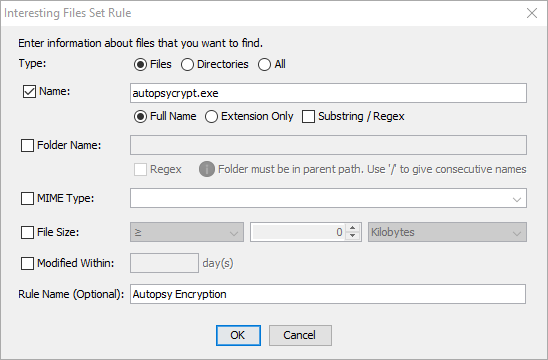 Interesting Files Set Rule
Enter information about files that you want to find.
Type: Files Directories All
Name: autopsycrypt.exe
Full Name Extension Only Substring / Regex
Folder Name:
Regex Folder must be in parent path. Use '/' to give consecutive names
MIME Type:
File Size: ≥ 0 Kilobytes
Modified Within: day(s)
Rule Name (Optional): Autopsy Encryption
OK Cancel